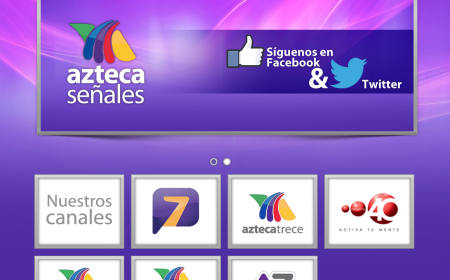 azteca
señales
Síguenos en
Facebook
&
Twitter
Nuestros
canales
7
aztecatrece
40
ACTIVA TU MENTE